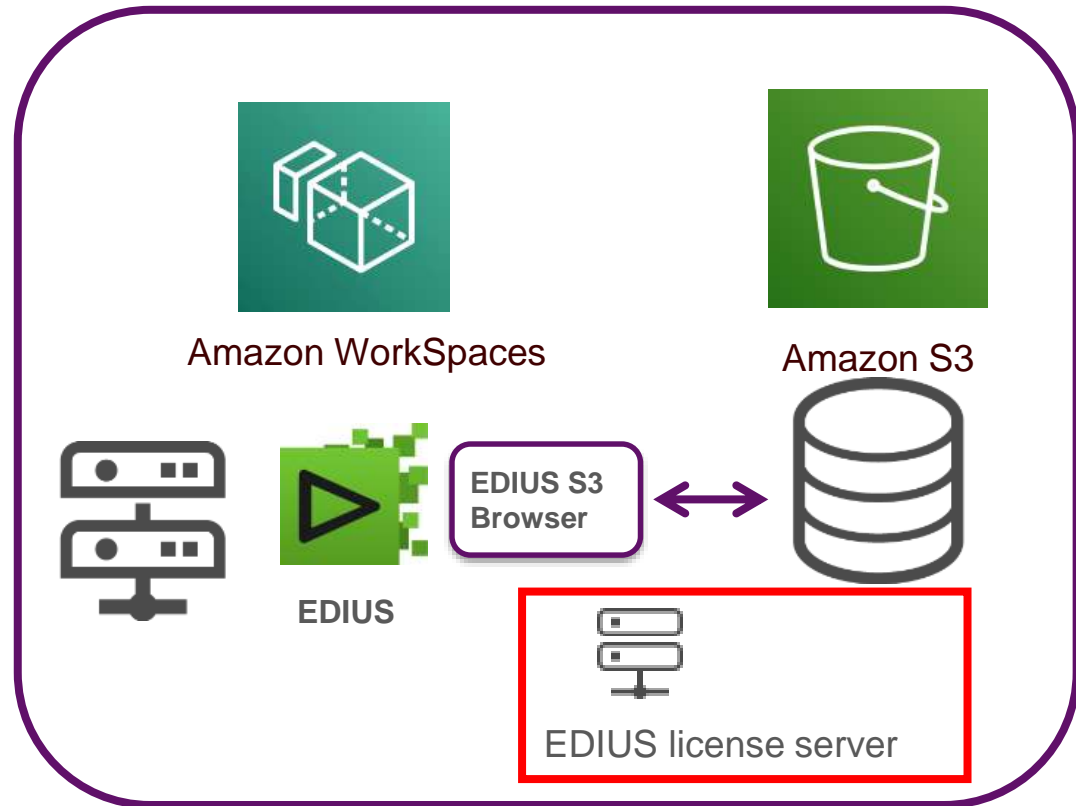 Amazon WorkSpaces
Amazon S3
EDIUS S3
Browser
EDIUS
EDIUS license server